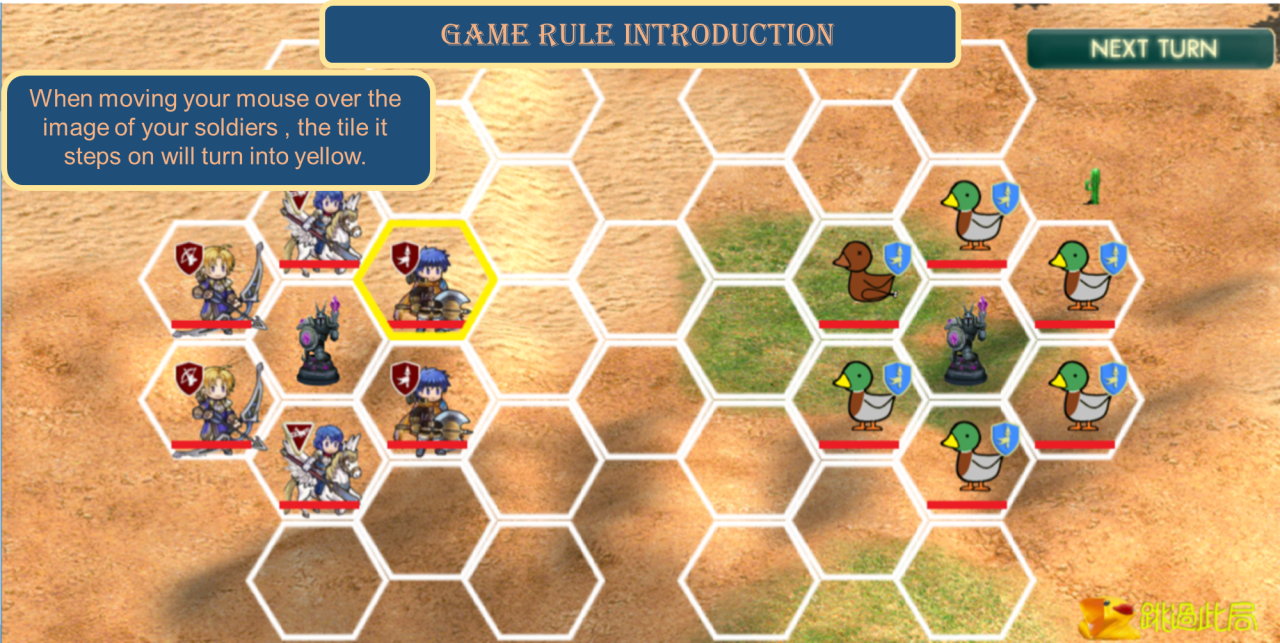 GAME RULE INTRODUCTION
NEXT TURN
When moving your mouse over the
image of your soldiers , the tile it
steps on will turn into yellow.
跳過此局